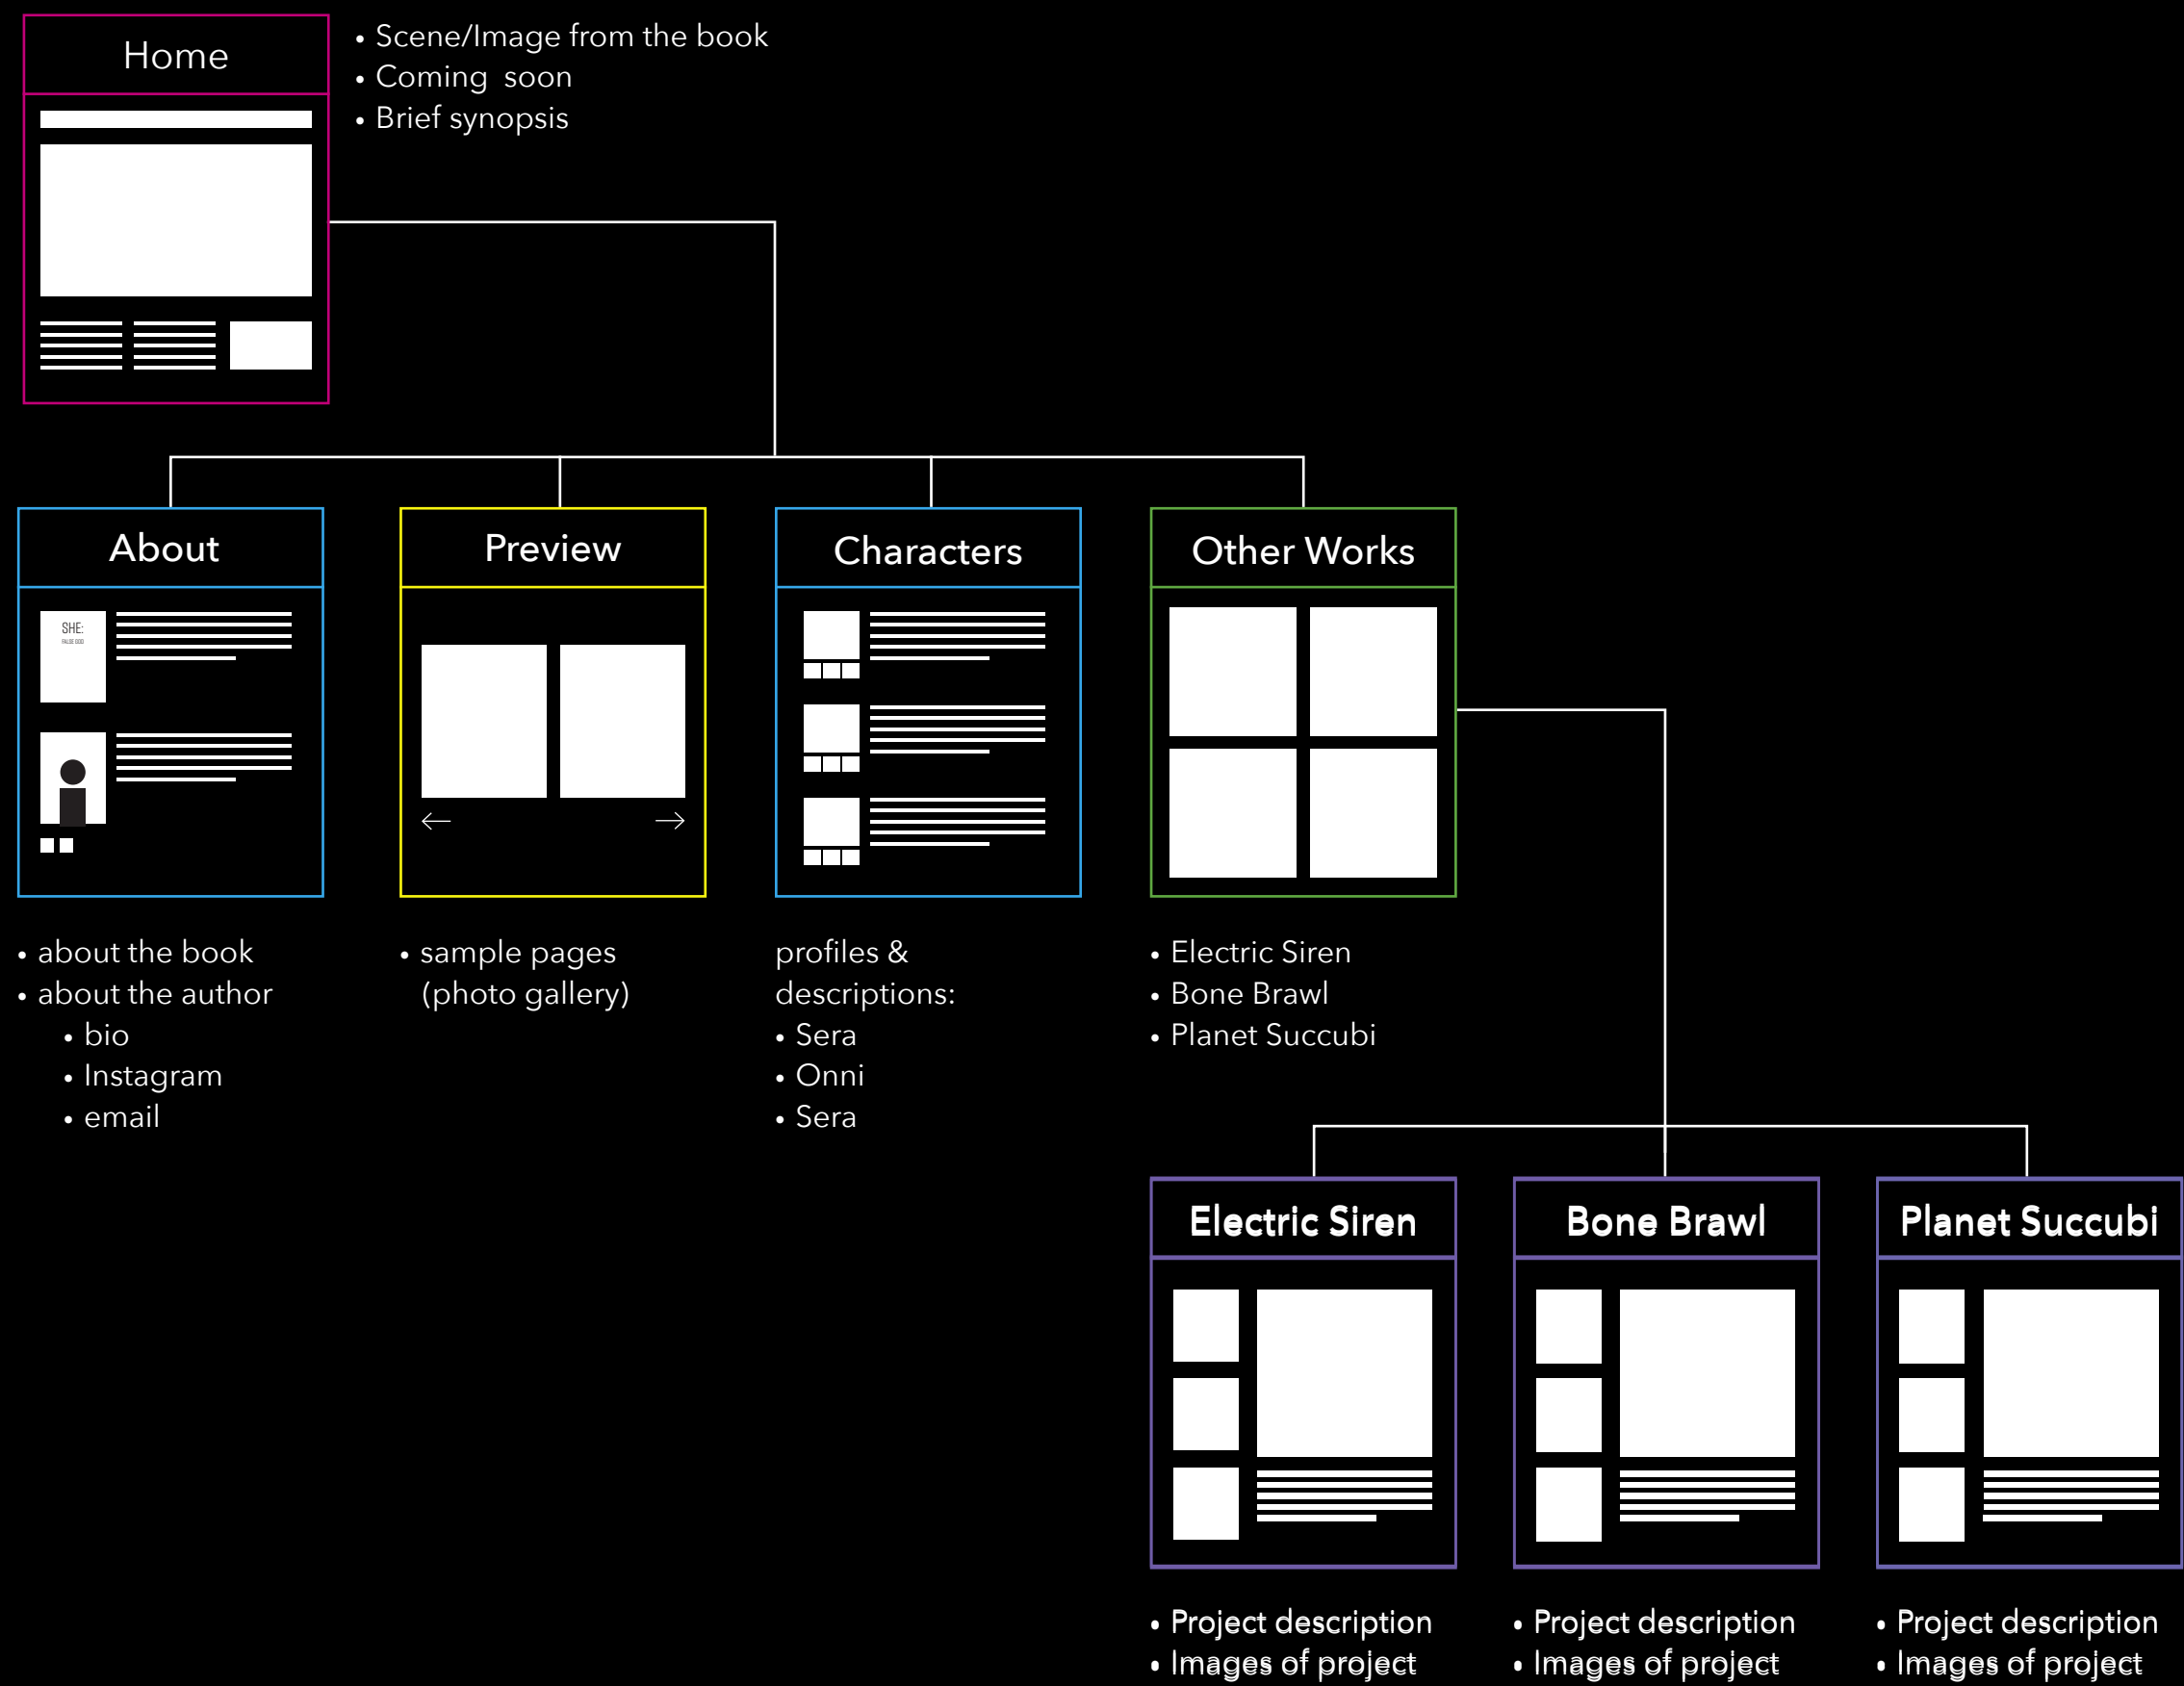 Home
• Scene/Image from the book
• Coming soon
• Brief synopsis
About
Preview
Characters
Other Works
SHE:
FALSE GOD
• about the book
• about the author
• bio
• Instagram
• email
• sample pages
(photo gallery)
profiles &
descriptions:
• Sera
• Onni
• Sera
• Electric Siren
• Bone Brawl
• Planet Succubi
Electric Siren
Bone Brawl
Planet Succubi
• Project description
• Images of project
• Project description
• Images of project
• Project description
• Images of project